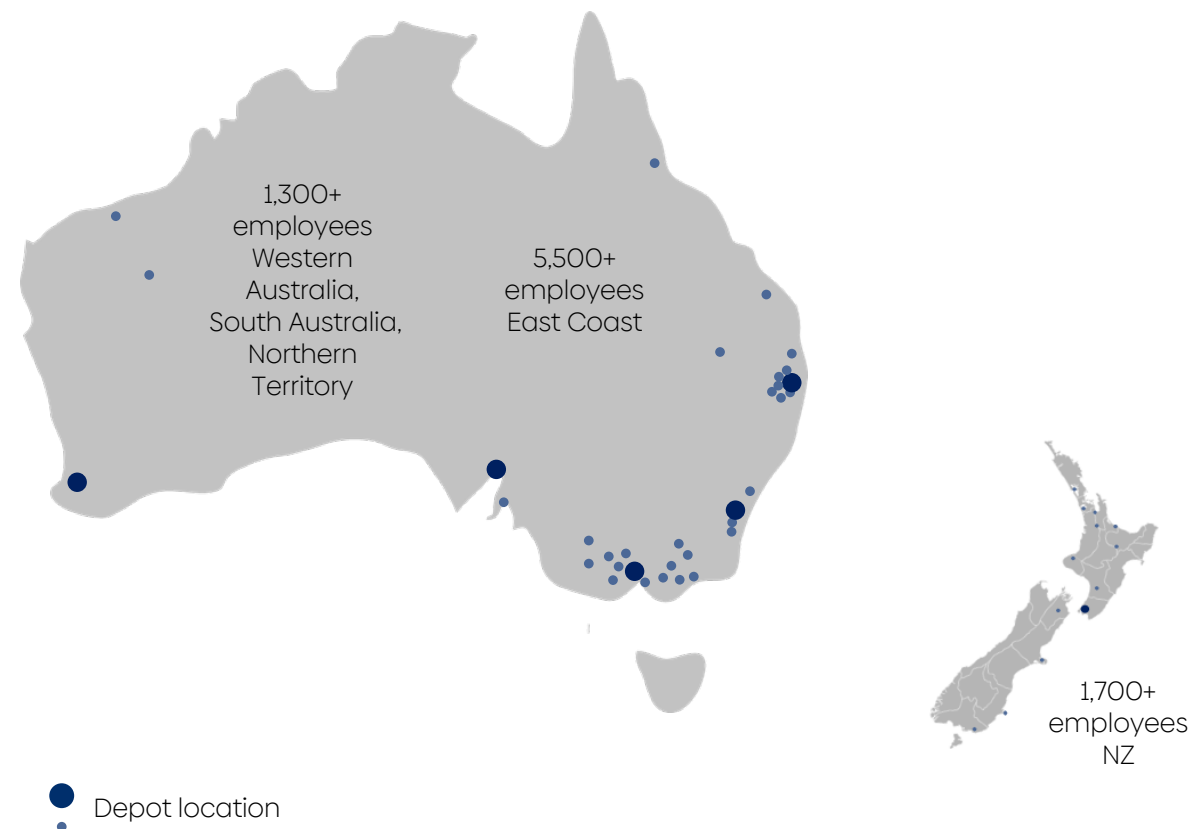 1,300+
employees
Western
Australia,
South Australia,
Northern
Territory
5,500+
employees
East Coast
1,700+
employees
NZ
Depot location